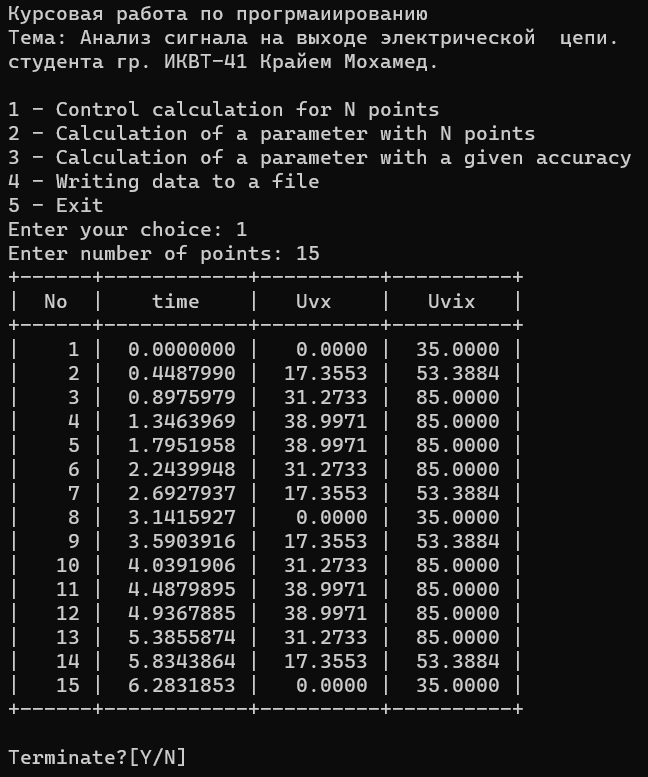 Курсовая работа по прогрмаиированию
Тема: Анализ сигнала на выходе электрической  цепи.
студента гр. ИКВТ-41 Крайем Мохамед.
1 - Control calculation for N points
2 - Calculation of a parameter with N points
3 - Calculation of a parameter with a given accuracy
4 - Writing data to a file
5 - Exit
Enter your choice: 1
Enter number of points: 15
+------+------------+----------+----------+
|  No  |    time    |   Uvx    |   Uvix   |
+------+------------+----------+----------+
|    1 |  0.0000000 |   0.0000 |  35.0000 |
|    2 |  0.4487990 |  17.3553 |  53.3884 |
|    3 |  0.8975979 |  31.2733 |  85.0000 |
|    4 |  1.3463969 |  38.9971 |  85.0000 |
|    5 |  1.7951958 |  38.9971 |  85.0000 |
|    6 |  2.2439948 |  31.2733 |  85.0000 |
|    7 |  2.6927937 |  17.3553 |  53.3884 |
|    8 |  3.1415927 |   0.0000 |  35.0000 |
|    9 |  3.5903916 |  17.3553 |  53.3884 |
|   10 |  4.0391906 |  31.2733 |  85.0000 |
|   11 |  4.4879895 |  38.9971 |  85.0000 |
|   12 |  4.9367885 |  38.9971 |  85.0000 |
|   13 |  5.3855874 |  31.2733 |  85.0000 |
|   14 |  5.8343864 |  17.3553 |  53.3884 |
|   15 |  6.2831853 |   0.0000 |  35.0000 |
+------+------------+----------+----------+
Terminate?[Y/N]